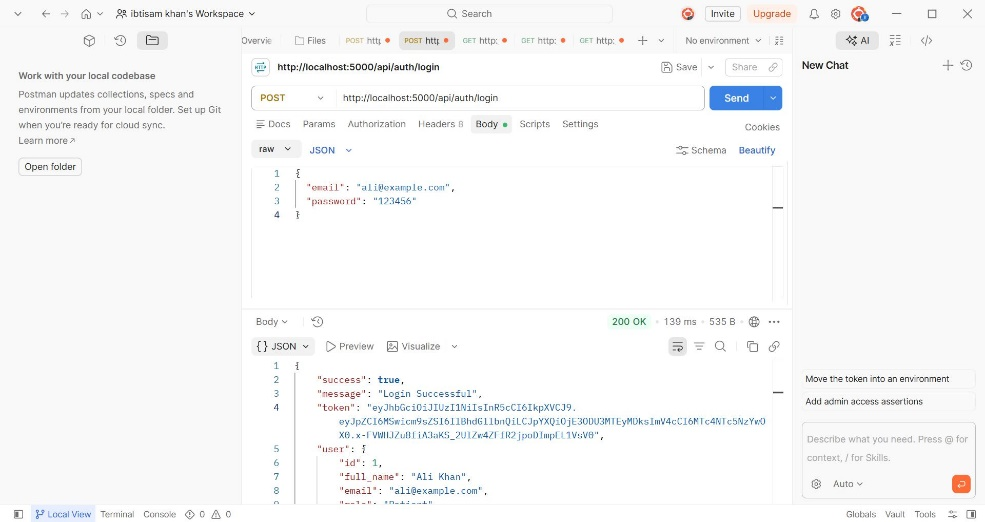 ibtisam khan's Workspace
Search
Invite
Upgrade
Overvie
Files
POST http
POST http
GET http:
GET http:
GET http:
No environment
AI
Work with your local codebase
Postman updates collections, specs and
environments from your local folder. Set up Git
when you're ready for cloud sync.
Learn more
Open folder
HTTP
http://localhost:5000/api/auth/login
Save
Share
POST
http://localhost:5000/api/auth/login
Send
Docs
Params
Authorization
Headers 8
Body
Scripts
Settings
Cookies
raw
JSON
Schema
Beautify
1 {
2 "email": "ali@example.com",
3 "password": "123456"
4 }
Body
200 OK
139 ms
535 B
{} JSON
Preview
Visualize
1 {
2 "success": true,
3 "message": "Login Successful",
4 "token": "eyJhbGciOiJIUzI1NiIsInR5cCI6IkpXVCJ9.
5 "user": {
6 "id": 1,
7 "full_name": "Ali Khan",
8 "email": "ali@example.com",
New Chat
Move the token into an environment
Add admin access assertions
Describe what you need. Press @ for
context, / for Skills.
Auto
Local View
Terminal
Console
0
0
Globals
Vault
Tools